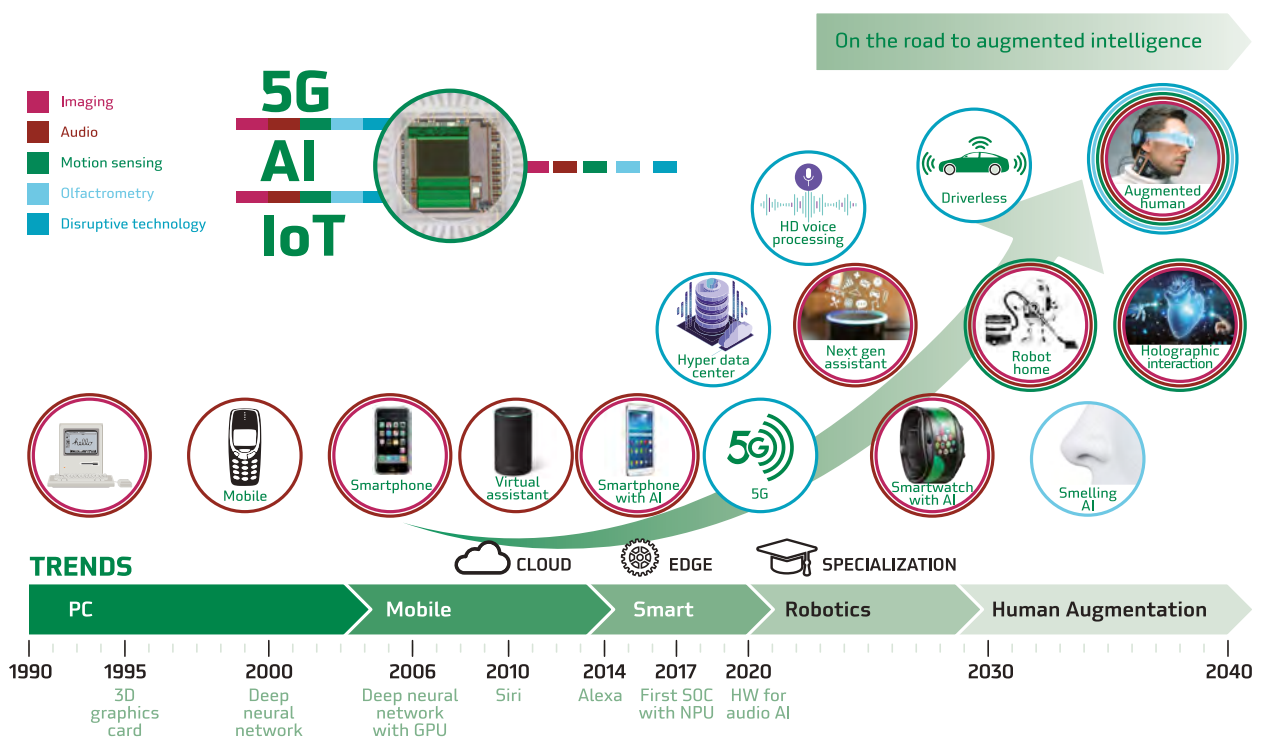 On the road to augmented intelligence
Imaging
Audio
Motion sensing
Olfactrometry
Disruptive technology
5G
AI
IoT
HD voice
processing
Driverless
Augmented
human
Hyper data
center
Next gen
assistant
Robot
home
Holographic
interaction
hello
Mobile
Smartphone
Virtual
assistant
Smartphone
with AI
5G
5G
Smartwatch
with AI
Smelling
AI
TRENDS
CLOUD
EDGE
SPECIALIZATION
PC
Mobile
Smart
Robotics
Human Augmentation
1990
1995
2000
2006
2010
2014
2017
2020
2030
2040
3D
graphics
card
Deep
neural
network
Deep neural
network
with GPU
Siri
Alexa
First SOC
with NPU
HW for
audio AI